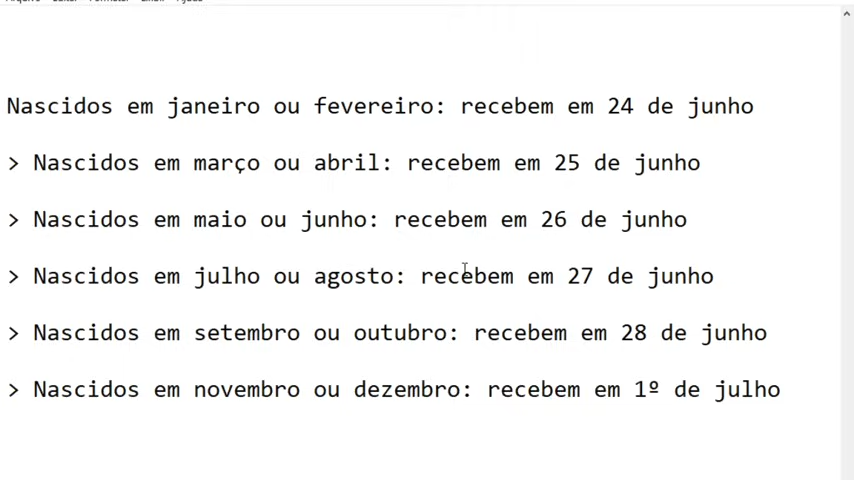 Nascidos em janeiro ou fevereiro: recebem em 24 de junho
> Nascidos em março ou abril: recebem em 25 de junho
> Nascidos em maio ou junho: recebem em 26 de junho
> Nascidos em julho ou agosto: recebem em 27 de junho
> Nascidos em setembro ou outubro: recebem em 28 de junho
> Nascidos em novembro ou dezembro: recebem em 1º de julho